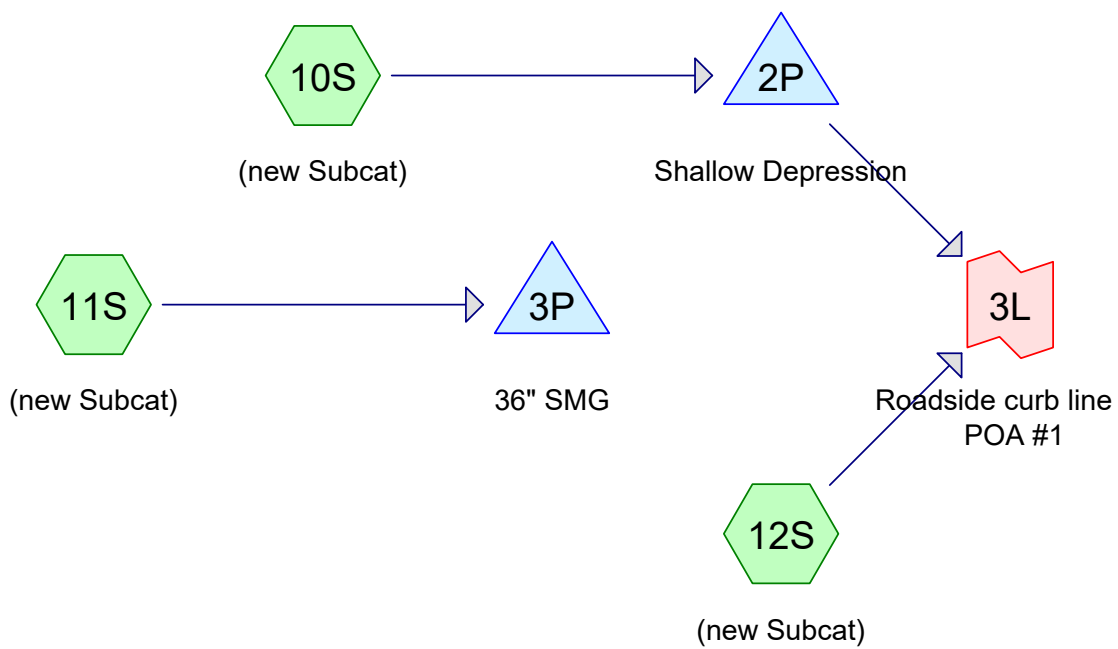 10S
2P
(new Subcat)
Shallow Depression
11S
3P
3L
(new Subcat)
36" SMG
Roadside curb line
POA #1
12S
(new Subcat)